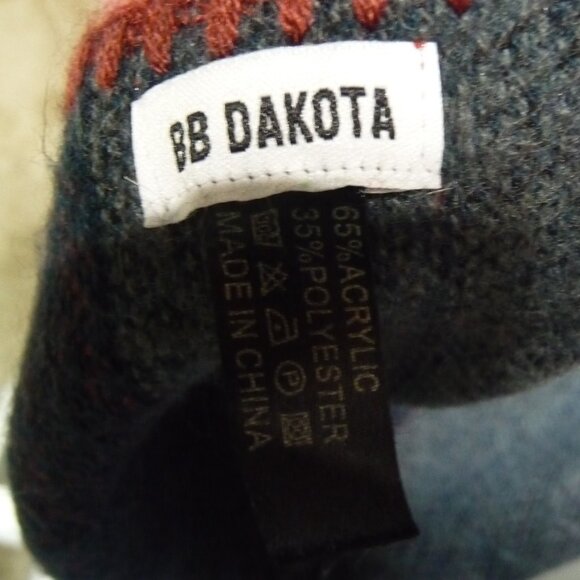 BB DAKOTA
65%ACRYLIC
35%POLYESTER
MADE IN CHINA